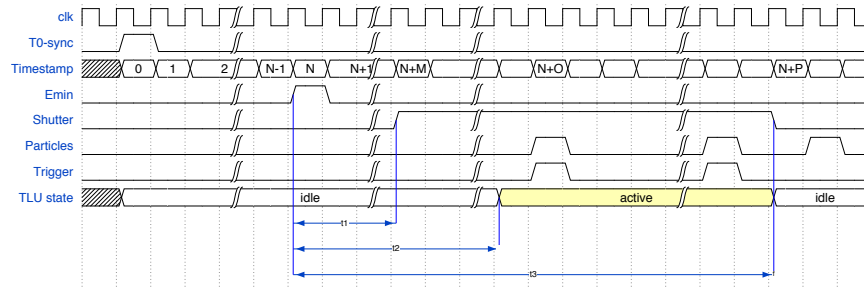 clk
T0-sync
Timestamp 0 1 2 N-1 N N+1 N+M N+O N+P
Emin
Shutter
Particles
Trigger
TLU state idle active idle
t1
t2
t3